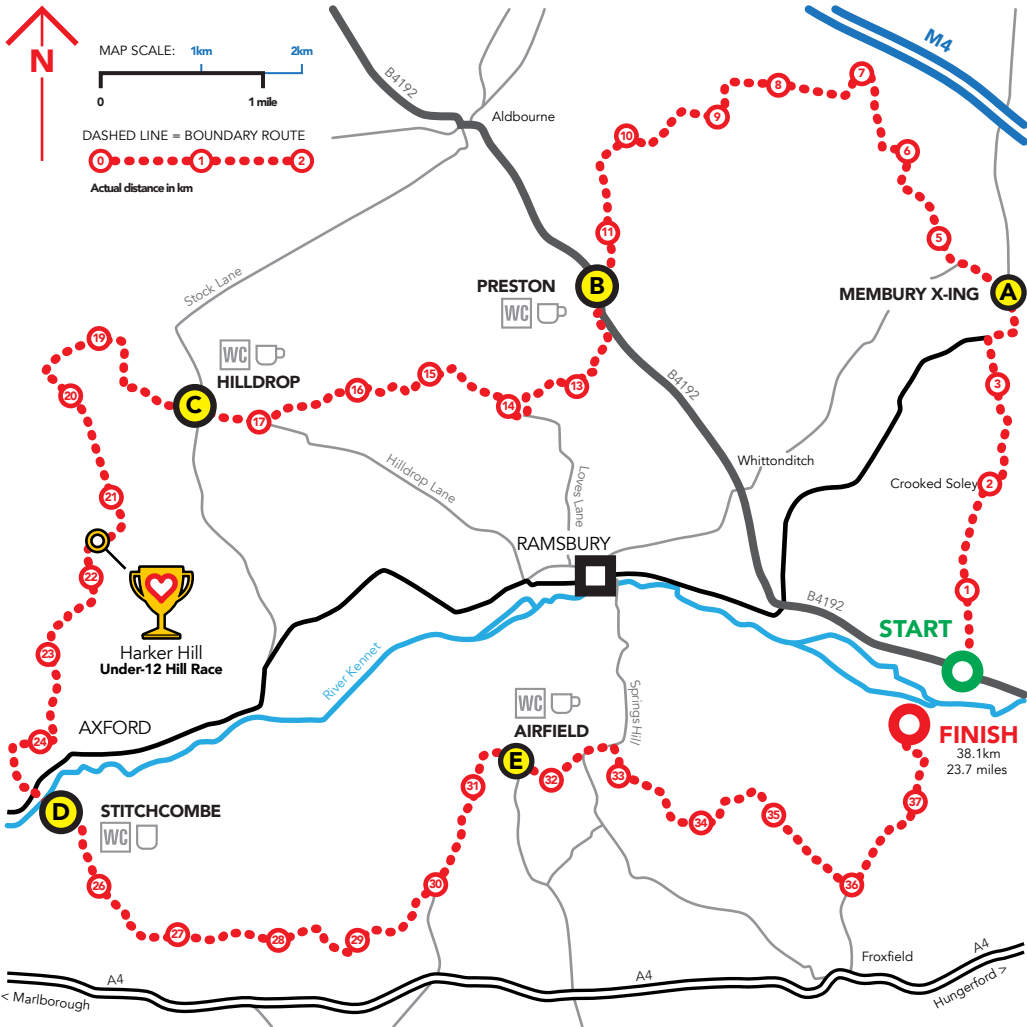 N
MAP SCALE:
1km
2km
0
1 mile
DASHED LINE = BOUNDARY ROUTE
0
1
2
Actual distance in km
B4192
Aldbourne
M4
7
8
9
10
6
5
11
Stock Lane
PRESTON
WC
B
MEMBURY X-ING
A
19
WC
HILLDROP
C
20
17
16
15
14
13
B4192
3
Whittonditch
Crooked Soley
2
Hilldrop Lane
Loves Lane
21
RAMSBURY
22
Harker Hill
Under-12 Hill Race
23
1
B4192
START
River Kennet
Springs Hill
24
AXFORD
WC
AIRFIELD
E
FINISH
38.1km
23.7 miles
D
STITCHCOMBE
WC
31
32
33
34
35
37
36
26
27
28
29
30
Froxfield
A4
A4
A4
< Marlborough
Hungerford >